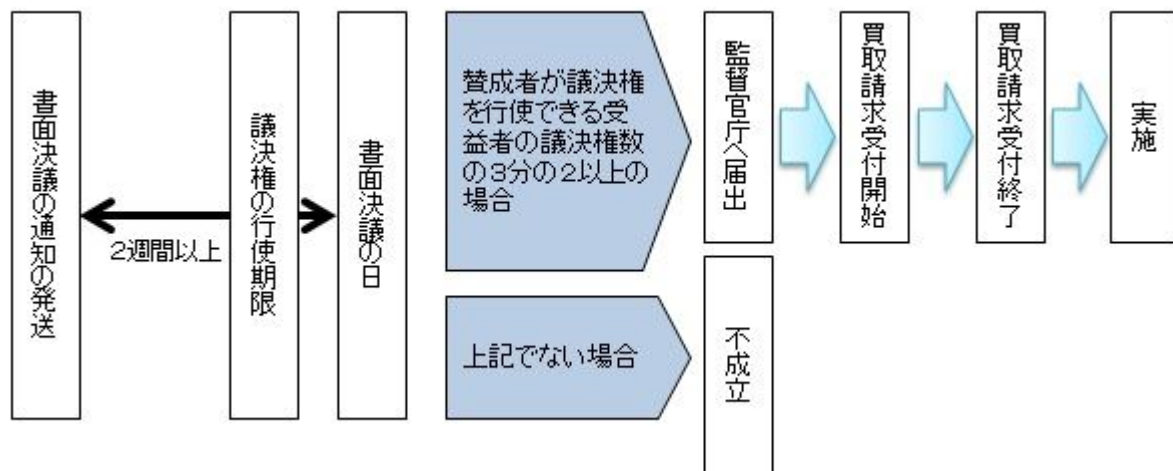 書面決議の通知の発送
2週間以上
議決権の行使期限
書面決議の日
賛成者が議決権
を行使できる受
益者の議決権数
の3分の2以上の
場合
監督官庁へ届出
買取請求受付開始
買取請求受付終了
実施
上記でない場合
不成立